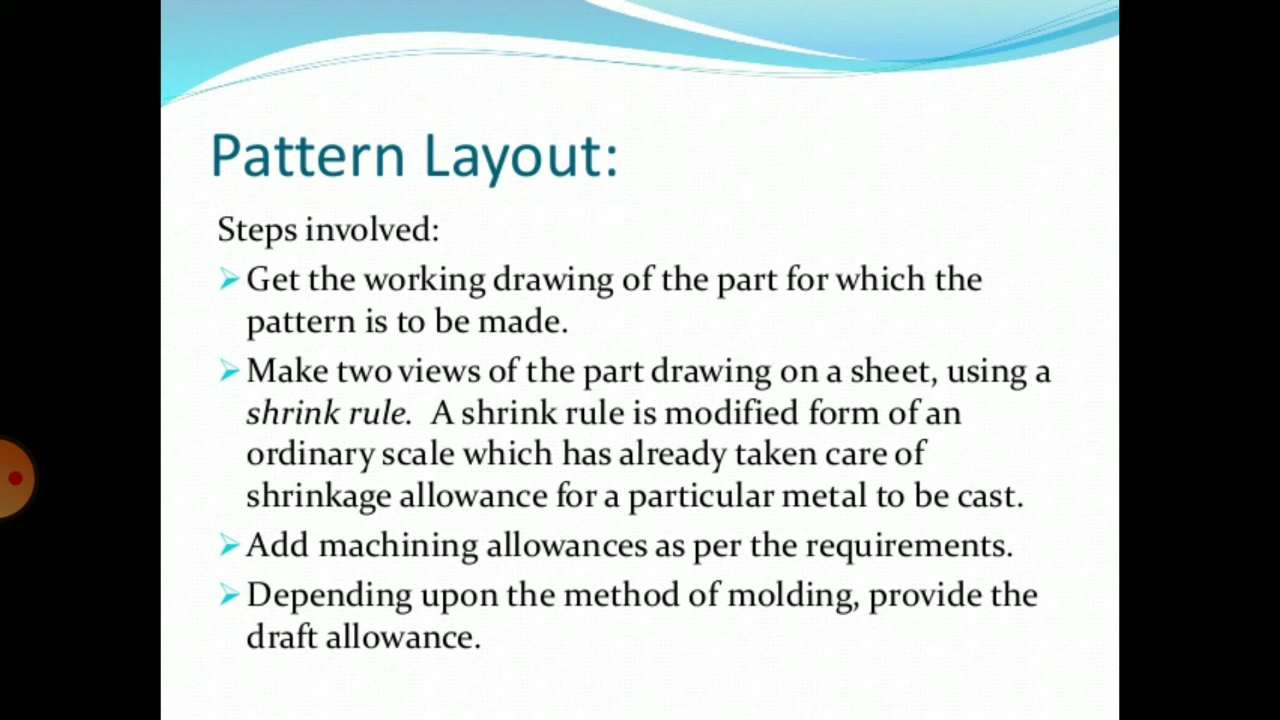 Pattern Layout:
Steps involved:
Get the working drawing of the part for which the
pattern is to be made.
Make two views of the part drawing on a sheet, using a
shrink rule. A shrink rule is modified form of an
ordinary scale which has already taken care of
shrinkage allowance for a particular metal to be cast.
Add machining allowances as per the requirements.
Depending upon the method of molding, provide the
draft allowance.